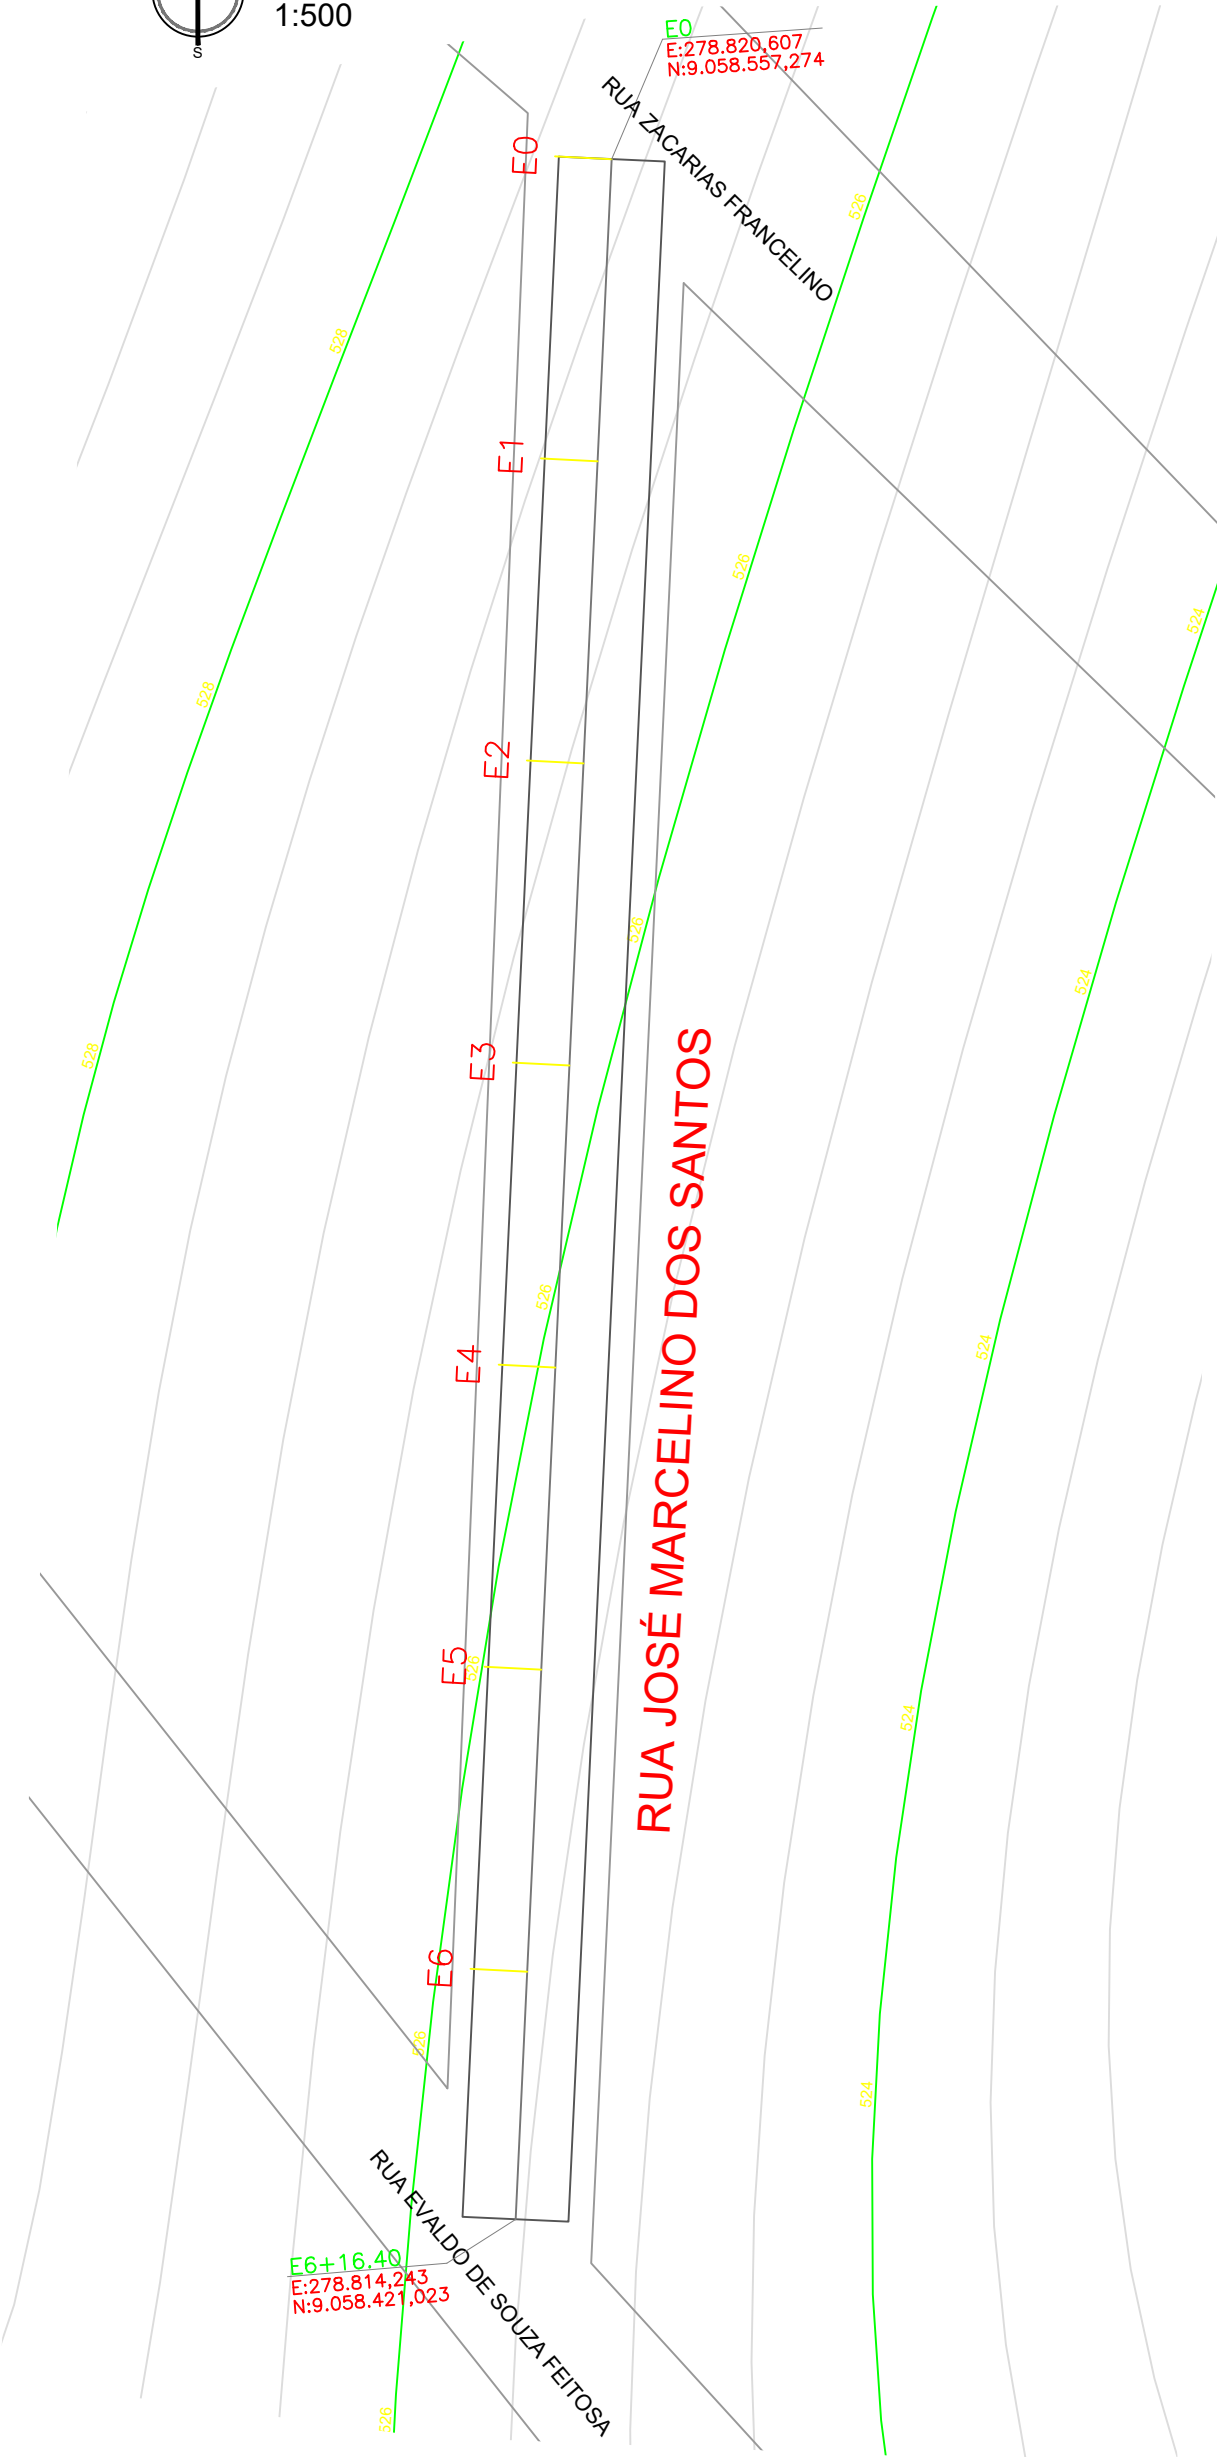 1:500
S
E0
E:278.820,607
N:9.058.557,274
RUA ZACARIAS FRANCELINO
E0
526
528
E1
526
524
528
E2
526
524
RUA JOSÉ MARCELINO DOS SANTOS
528
E3
526
524
E4
E5
526
524
E6
526
524
RUA EVALDO DE SOUZA FEITOSA
E6+16.40
E:278.814,243
N:9.058.421,023
526